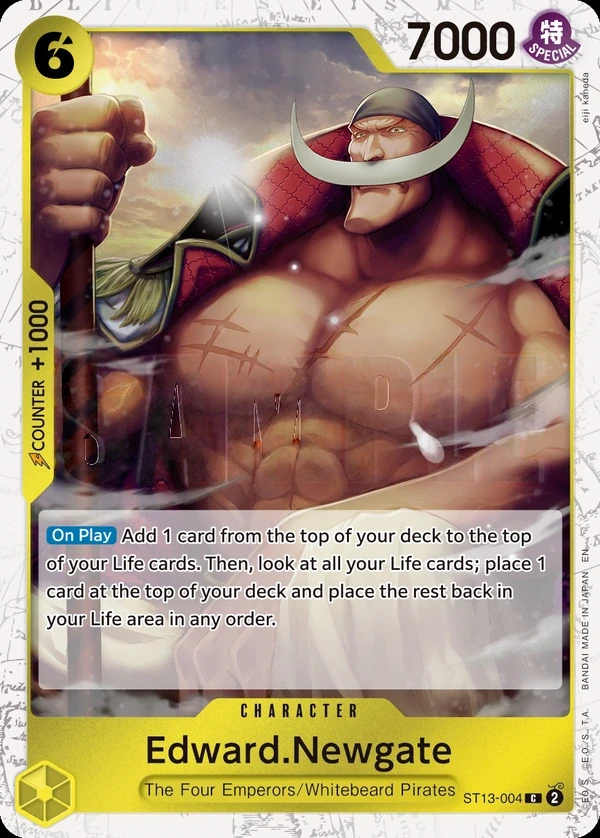 6
7000
特
SPECIAL
eiji kaneda
COUNTER +1000
SAMPLE
On Play Add 1 card from the top of your deck to the top
of your Life cards. Then, look at all your Life cards; place 1
card at the top of your deck and place the rest back in
your Life area in any order.
BANDAI MADE IN JAPAN EN
©E.O./S., T.A.
CHARACTER
Edward.Newgate
The Four Emperors/Whitebeard Pirates
ST13-004 C 2